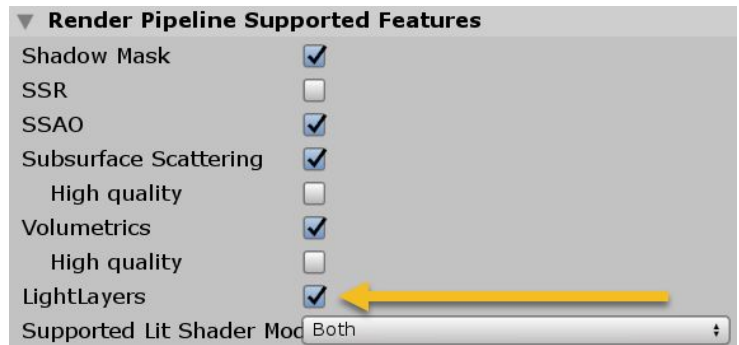 Render Pipeline Supported Features
Shadow Mask
SSR
SSAO
Subsurface Scattering
High quality
Volumetrics
High quality
LightLayers
Supported Lit Shader Mod Both